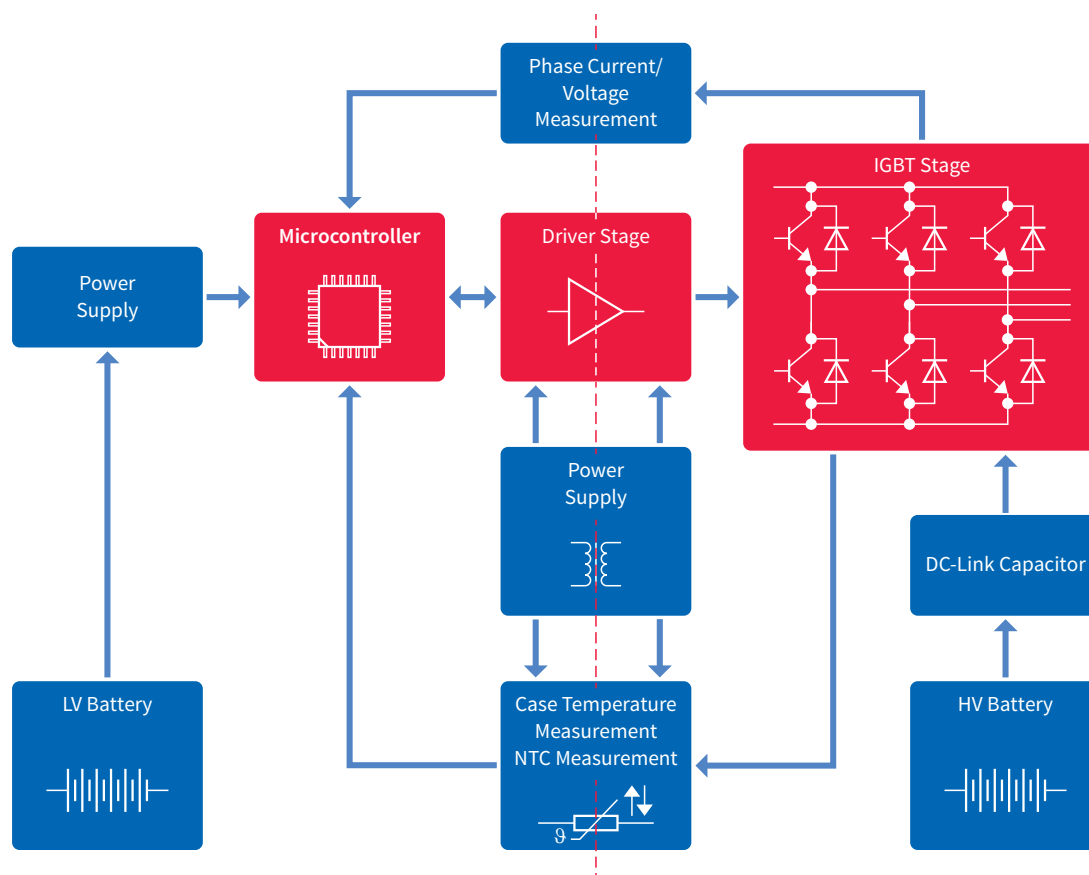 Phase Current/
Voltage
Measurement
IGBT Stage
Microcontroller
Driver Stage
Power
Supply
Power
Supply
DC-Link Capacitor
LV Battery
Case Temperature
Measurement
NTC Measurement
ϑ
HV Battery